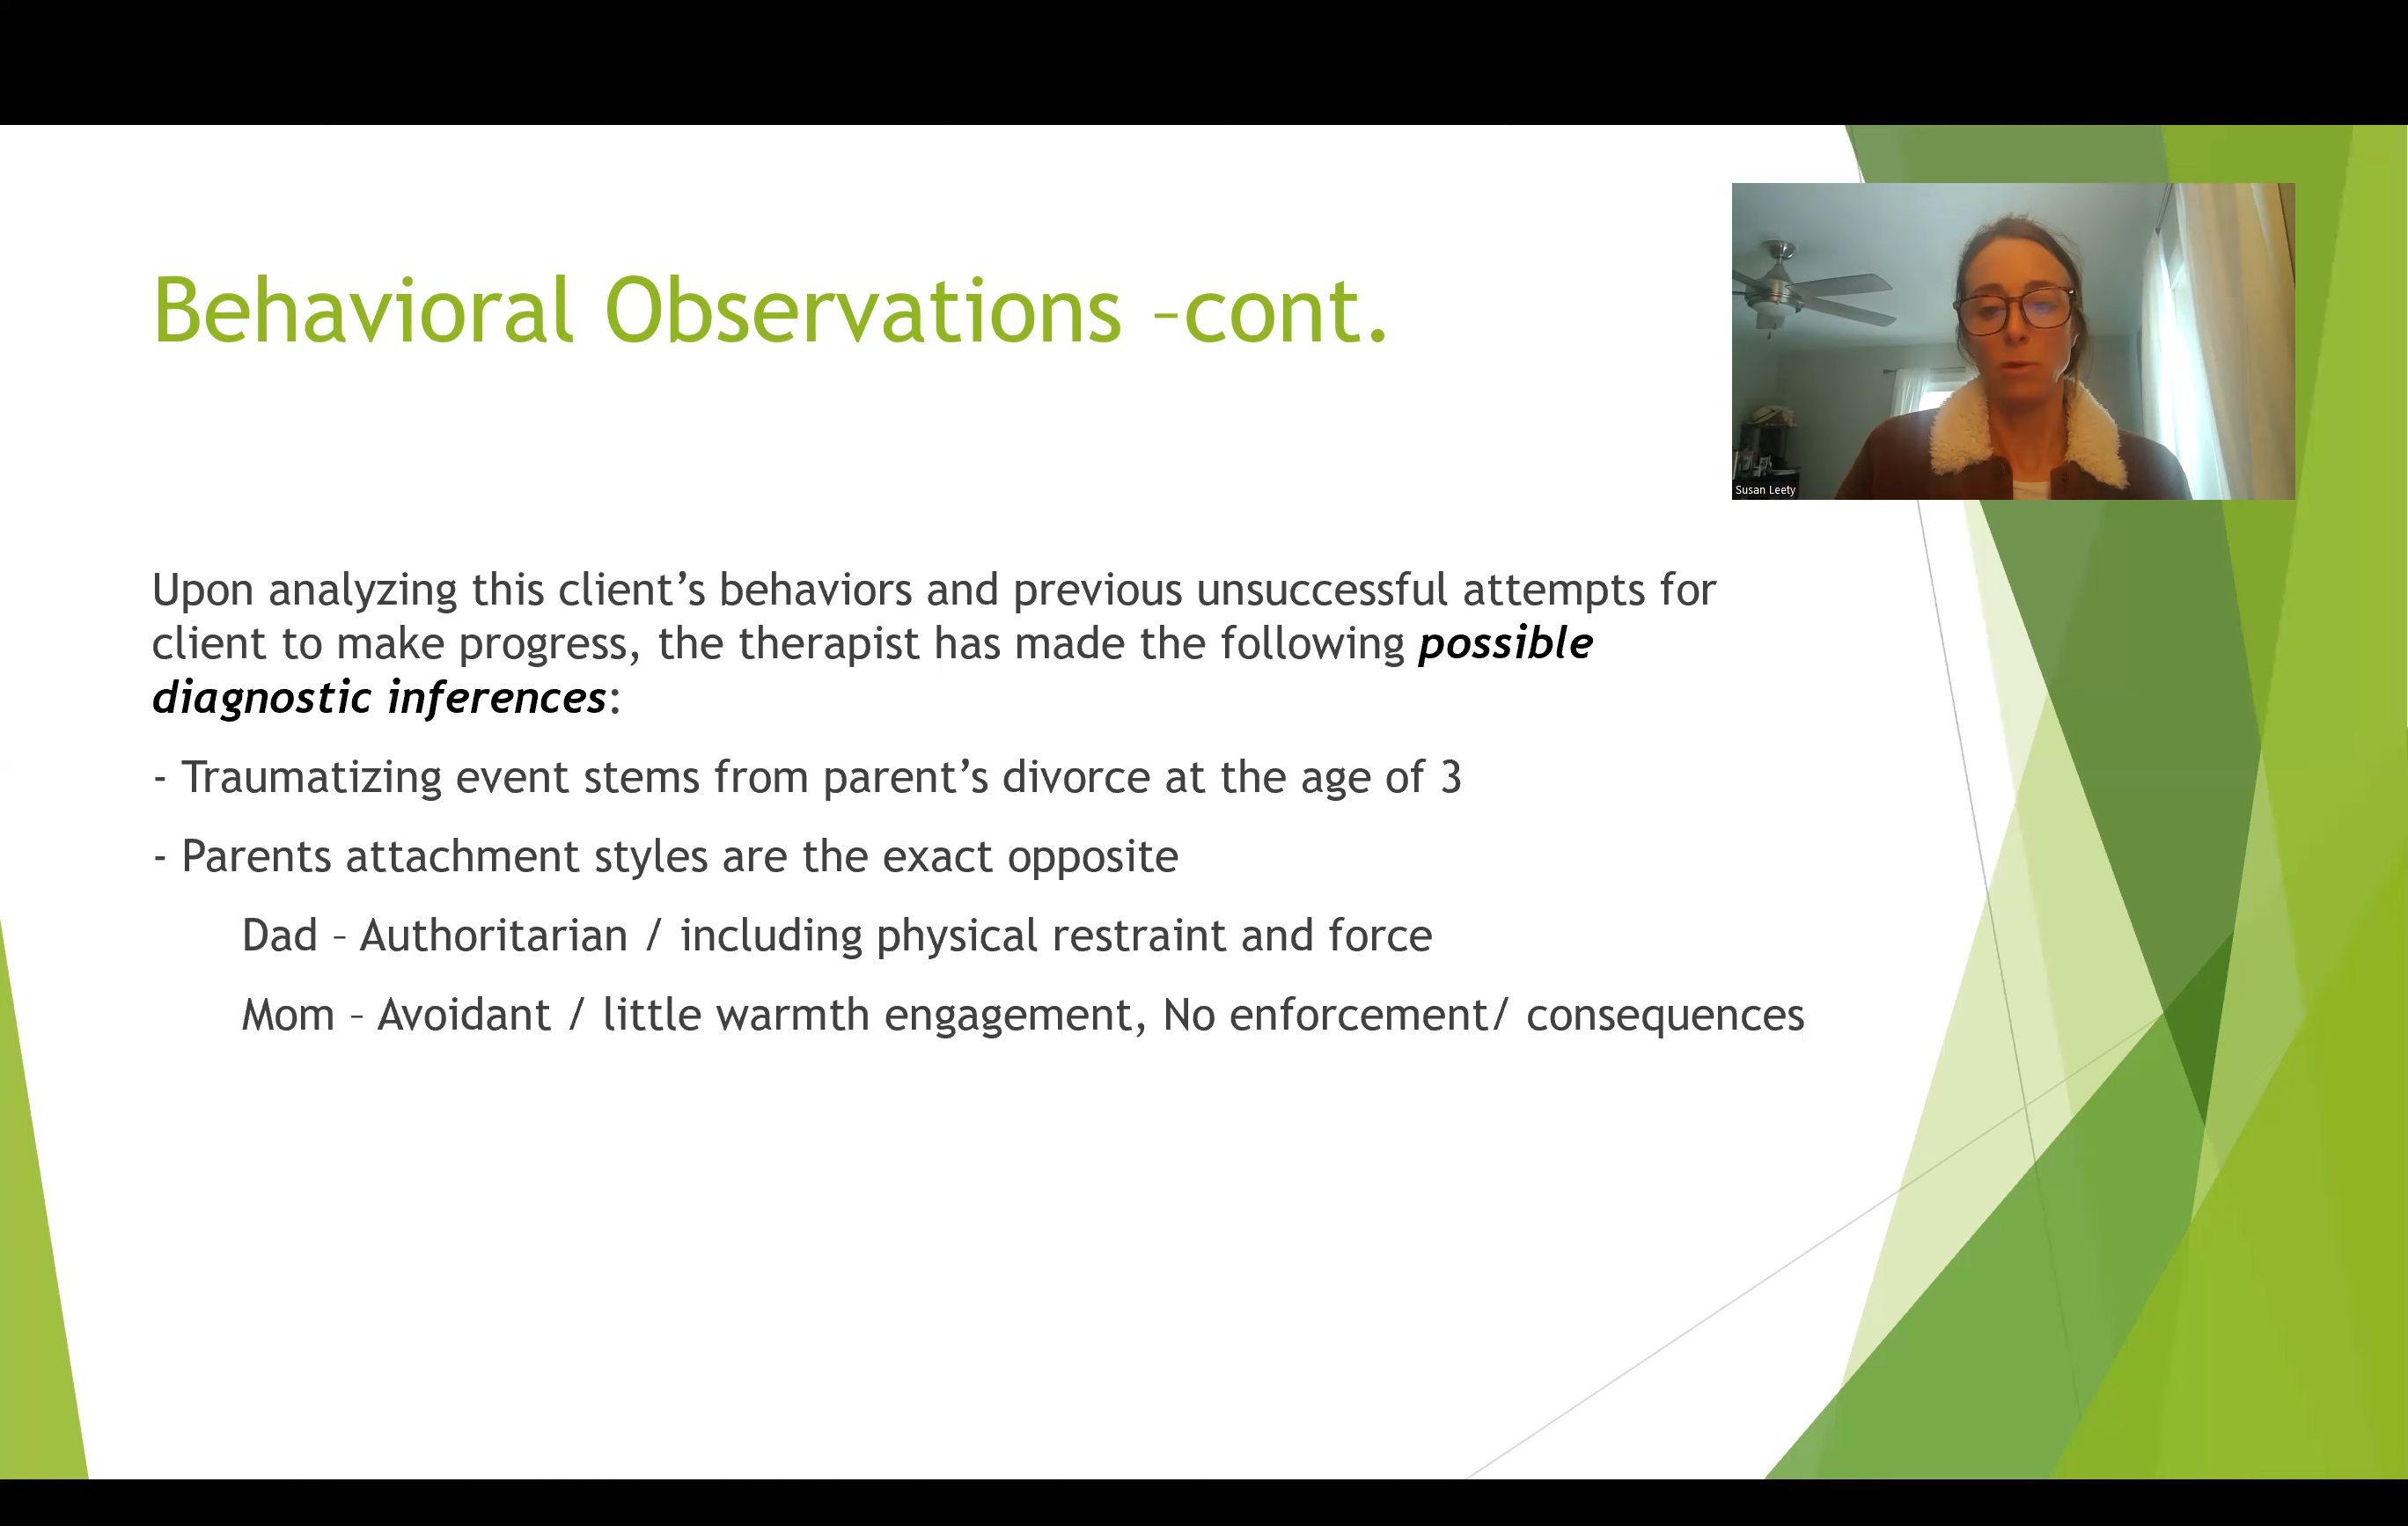 Behavioral Observations –cont.
Susan Leety
Upon analyzing this client’s behaviors and previous unsuccessful attempts for
client to make progress, the therapist has made the following possible
diagnostic inferences:
- Traumatizing event stems from parent’s divorce at the age of 3
- Parents attachment styles are the exact opposite
Dad – Authoritarian / including physical restraint and force
Mom – Avoidant / little warmth engagement, No enforcement/ consequences